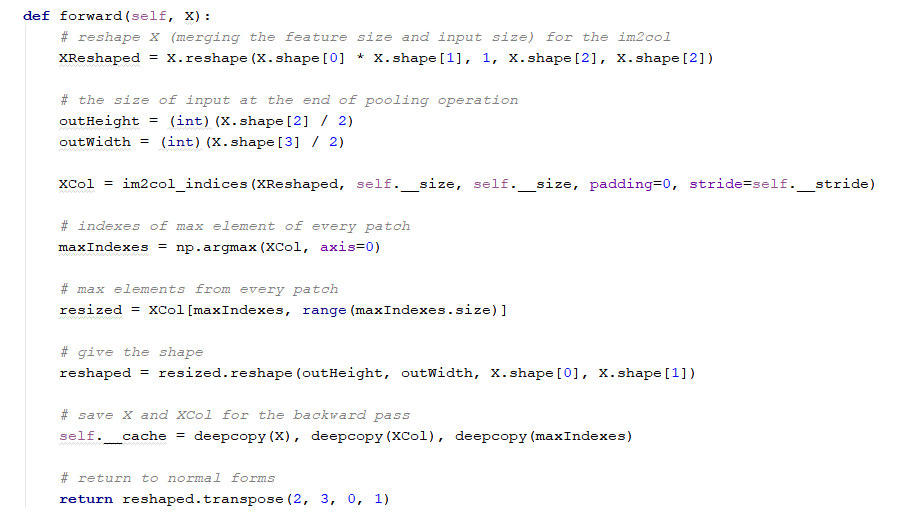 def forward(self, X):
    # reshape X (merging the feature size and input size) for the im2col
    XReshaped = X.reshape(X.shape[0] * X.shape[1], 1, X.shape[2], X.shape[2])

    # the size of input at the end of pooling operation
    outHeight = (int)(X.shape[2] / 2)
    outWidth = (int)(X.shape[3] / 2)

    XCol = im2col_indices(XReshaped, self.__size, self.__size, padding=0, stride=self.__stride)

    # indexes of max element of every patch
    maxIndexes = np.argmax(XCol, axis=0)

    # max elements from every patch
    resized = XCol[maxIndexes, range(maxIndexes.size)]

    # give the shape
    reshaped = resized.reshape(outHeight, outWidth, X.shape[0], X.shape[1])

    # save X and XCol for the backward pass
    self.__cache = deepcopy(X), deepcopy(XCol), deepcopy(maxIndexes)

    # return to normal forms
    return reshaped.transpose(2, 3, 0, 1)